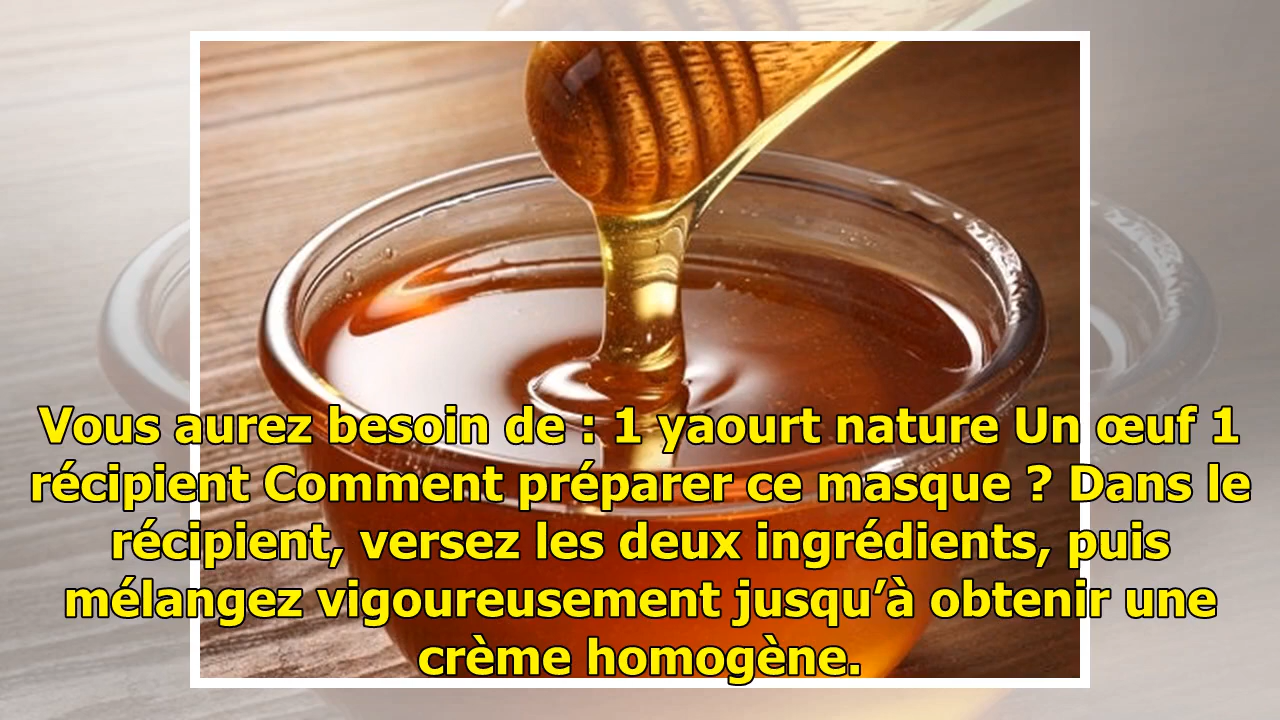 Vous aurez besoin de : 1 yaourt nature Un œuf 1
récipient Comment préparer ce masque ? Dans le
récipient, versez les deux ingrédients, puis
mélangez vigoureusement jusqu’à obtenir une
crème homogène.